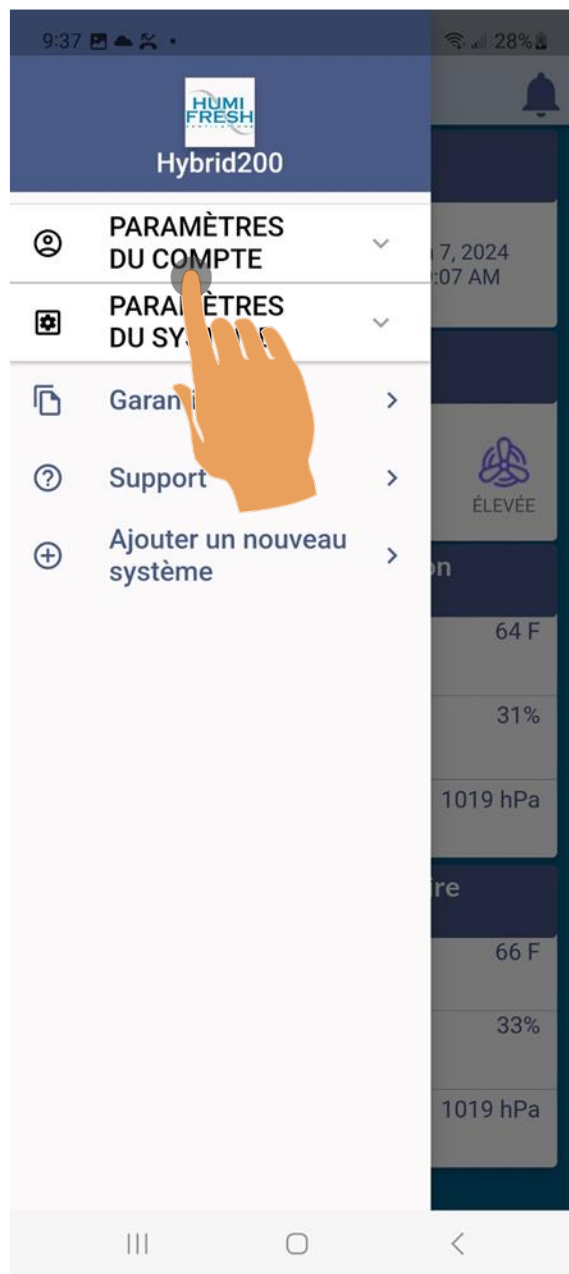 9:37
28%
HUMI
FRESH
Hybrid200
PARAMÈTRES
DU COMPTE
7, 2024
:07 AM
DU
Support
ÉLEVÉE
Ajouter un nouveau
système
on
64 F
31%
1019 hPa
ire
66 F
33%
1019 hPa